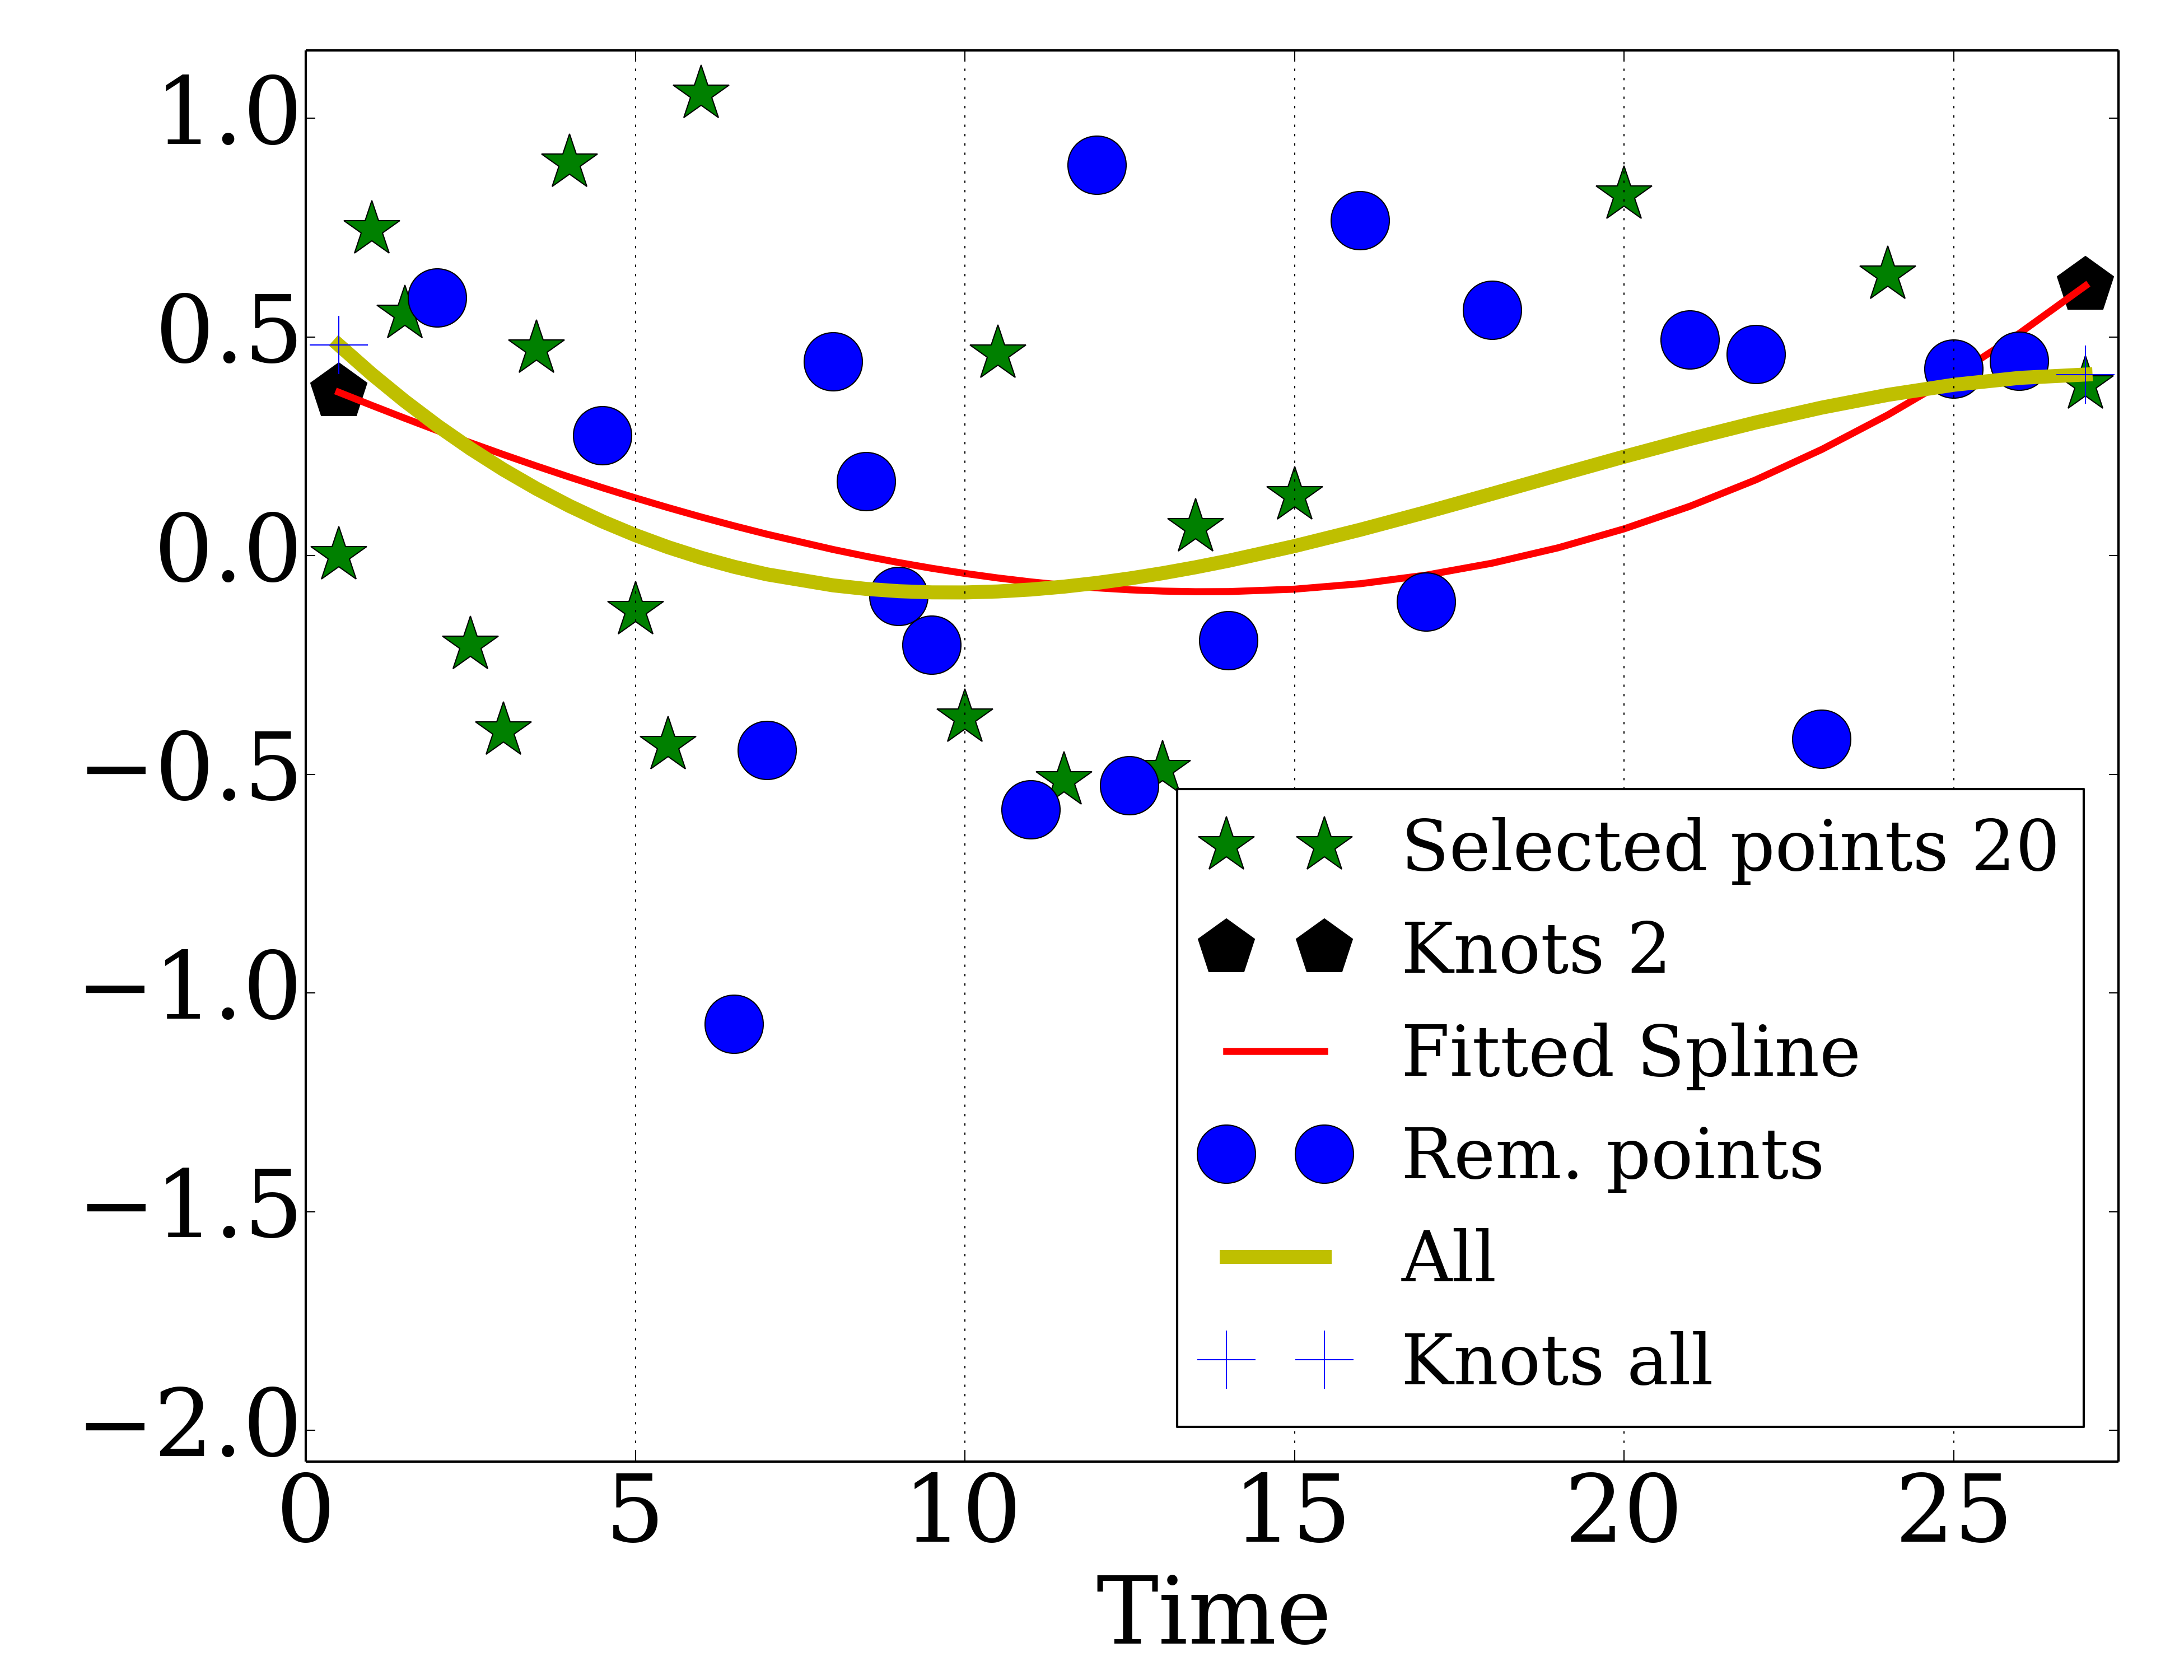 1.0
0.5
0.0
−0.5
−1.0
−1.5
−2.0
0 5 10 15 20 25
Time
Selected points 20
Knots 2
Fitted Spline
Rem. points
All
Knots all